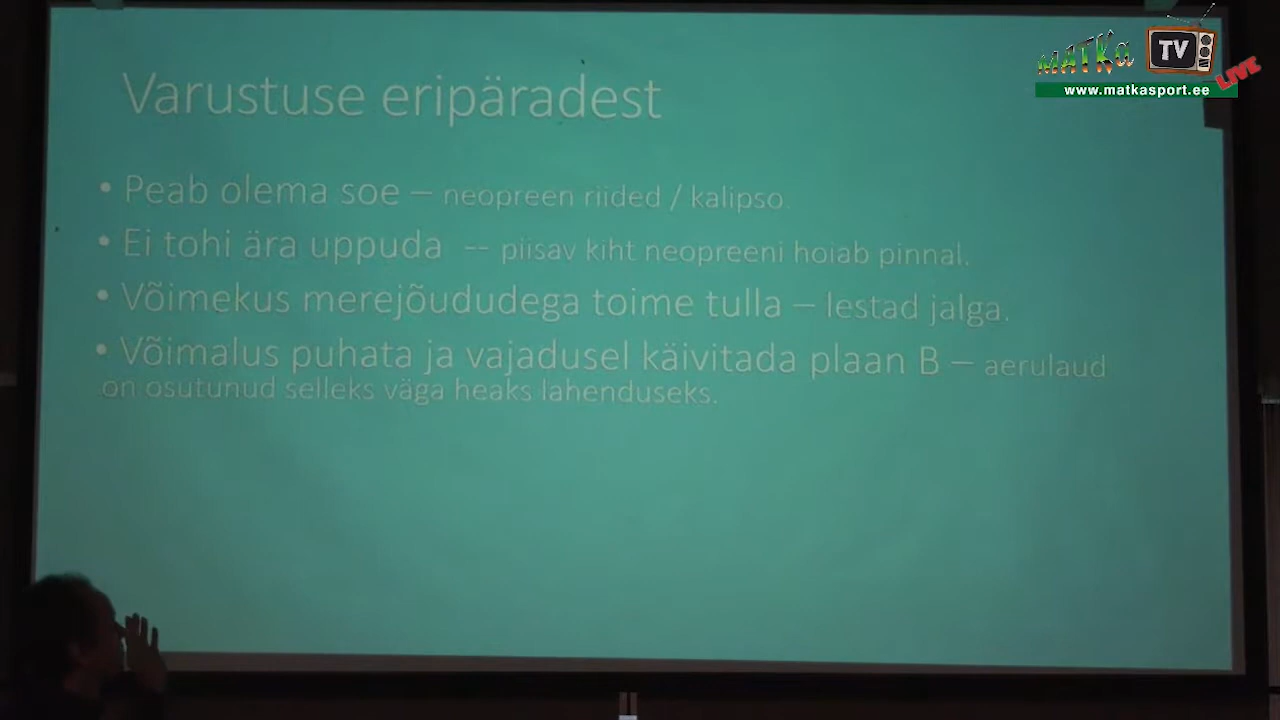 MATKa
TV
NON
LIVE
www.matkasport.ee
Varustuse eripäradest
• Peab olema soe – neopreen riided / kalipso.
• Ei tohi ära uppuda -- piisav kiht neopreeni hoiab pinnal.
• Võimekus merejõududega toime tulla – lestad jalga.
• Võimalus puhata ja vajadusel käivitada plaan B – aerulaud
on osutunud selleks väga heaks lahenduseks.